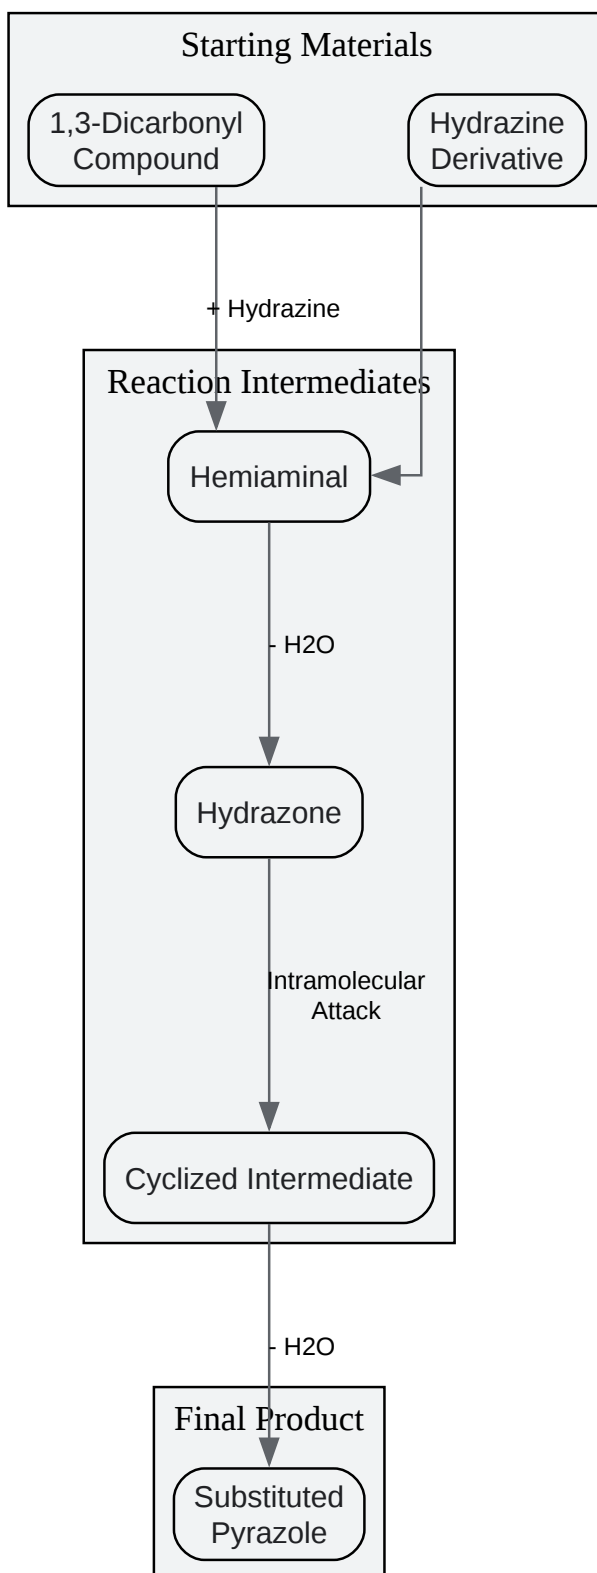 Starting Materials
1,3-Dicarbonyl
Compound
Hydrazine
Derivative
+ Hydrazine
Reaction Intermediates
Hemiaminal
- H2O
Hydrazone
Intramolecular
Attack
Cyclized Intermediate
- H2O
Final Product
Substituted
Pyrazole